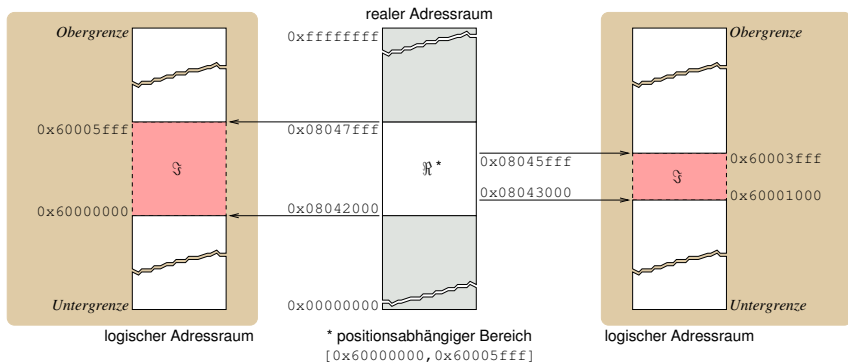 realer Adressraum
Obergrenze
0xffffffff
Obergrenze
0x60005fff
0x08047fff
ℑ
ℜ *
0x08045fff
0x60003fff
ℑ
0x08043000
0x60001000
0x60000000
0x08042000
Untergrenze
0x00000000
Untergrenze
logischer Adressraum
* positionsabhängiger Bereich
logischer Adressraum
[0x60000000,0x60005fff]